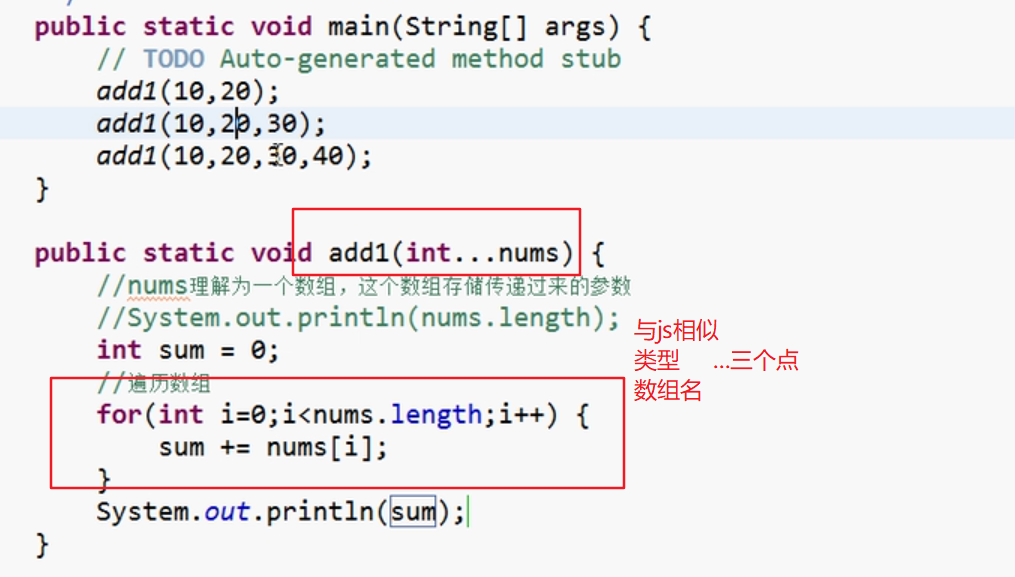 public static void main(String[] args) {
// TODO Auto-generated method stub
add1(10,20);
add1(10,20,30);
add1(10,20,30,40);
}
public static void add1(int...nums) {
//nums理解为一个数组，这个数组存储传递过来的参数
//System.out.println(nums.length);
int sum = 0;
//遍历数组
for(int i=0;i<nums.length;i++) {
sum += nums[i];
}
System.out.println(sum);
}
与js相似
类型 ...三个点
数组名